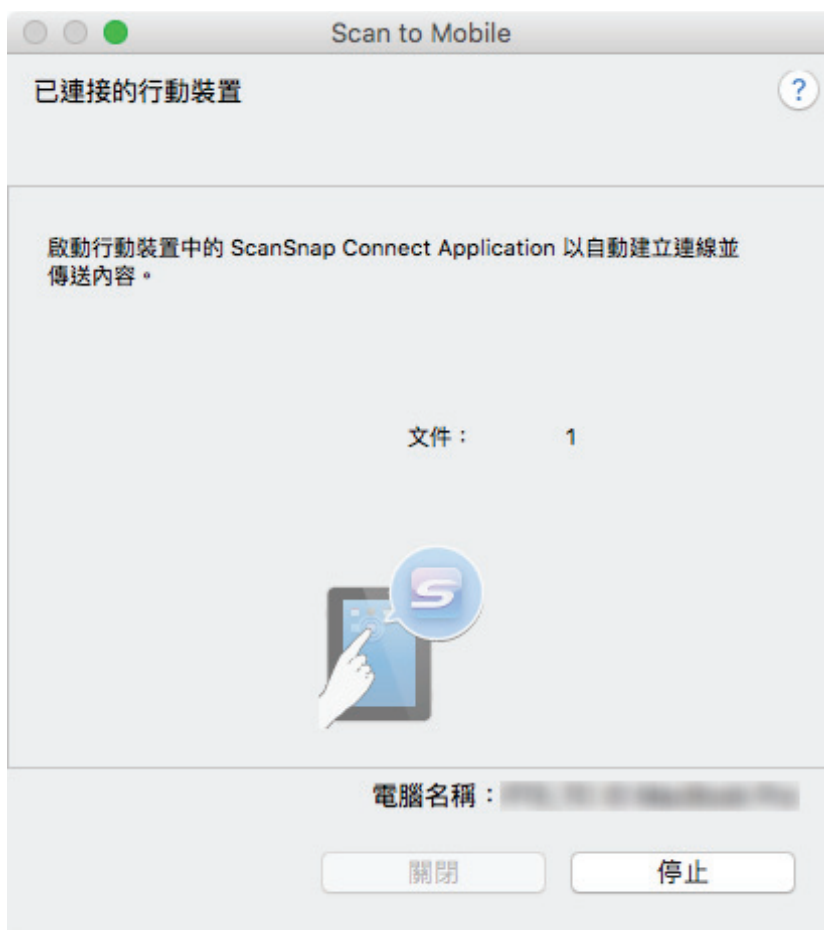 Scan to Mobile
已連接的行動裝置
?
啟動行動裝置中的 ScanSnap Connect Application 以自動建立連線並
傳送內容。
文件： 1
S
電腦名稱：
關閉
停止